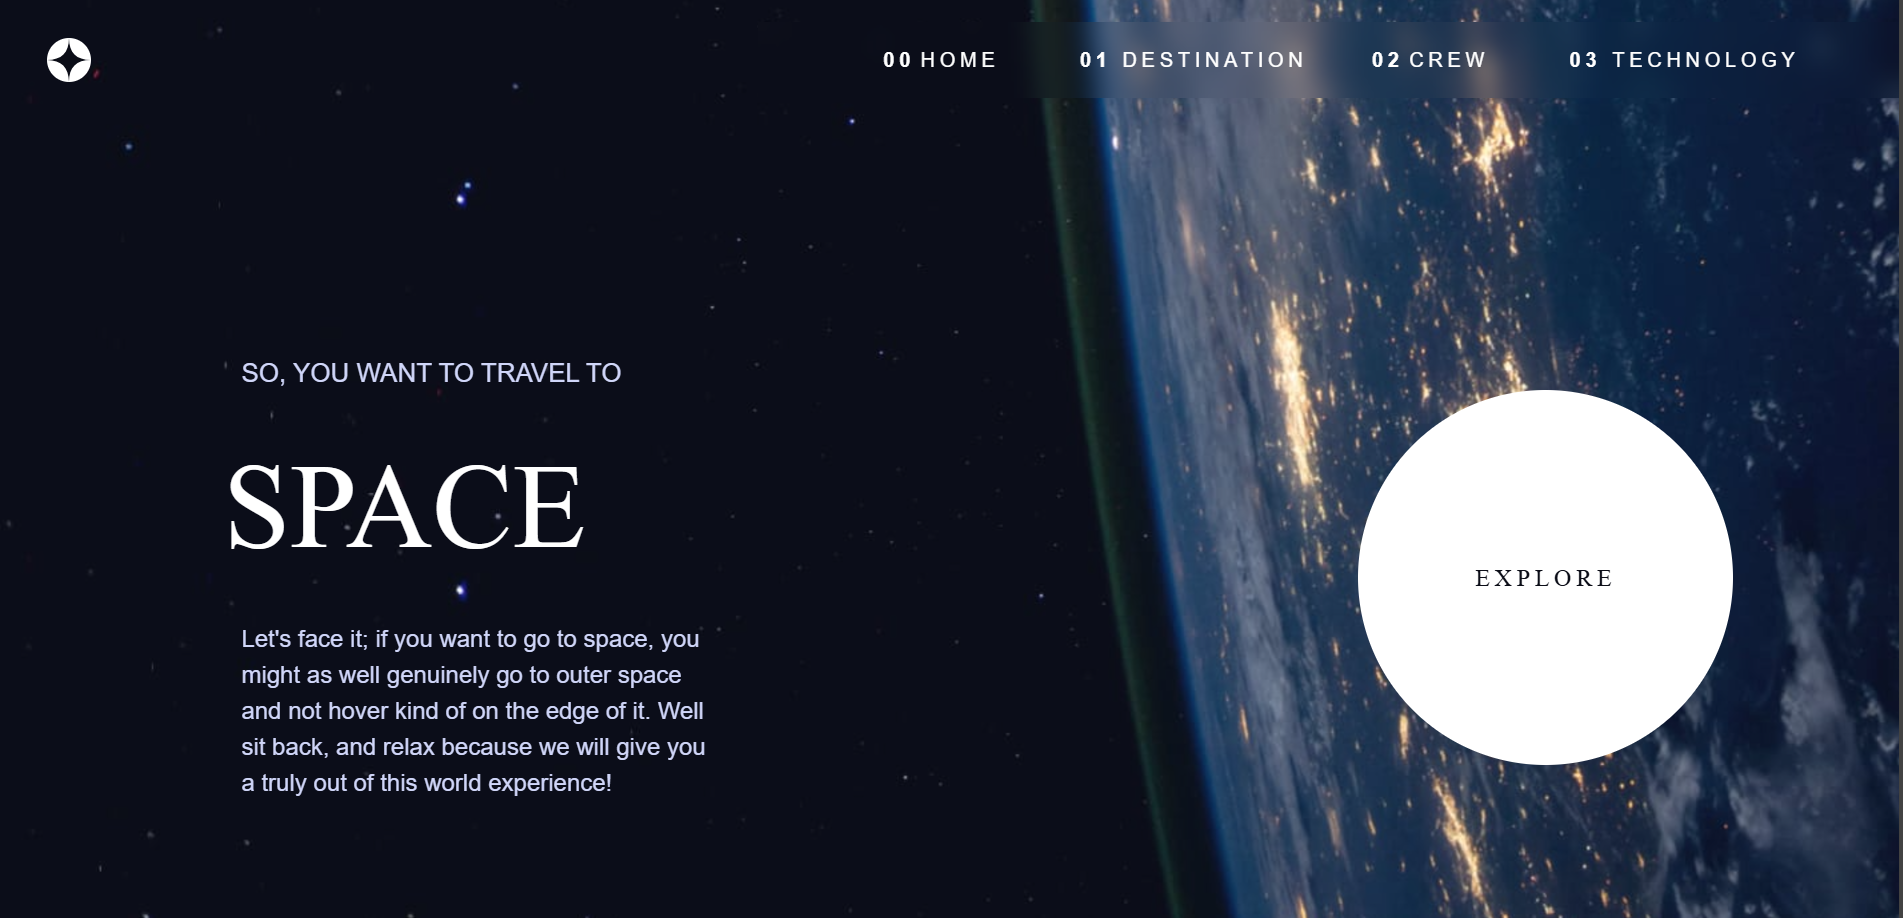 00 HOME 01 DESTINATION 02 CREW 03 TECHNOLOGY
SO, YOU WANT TO TRAVEL TO
SPACE
Let's face it; if you want to go to space, you
might as well genuinely go to outer space
and not hover kind of on the edge of it. Well
sit back, and relax because we will give you
a truly out of this world experience!
EXPLORE